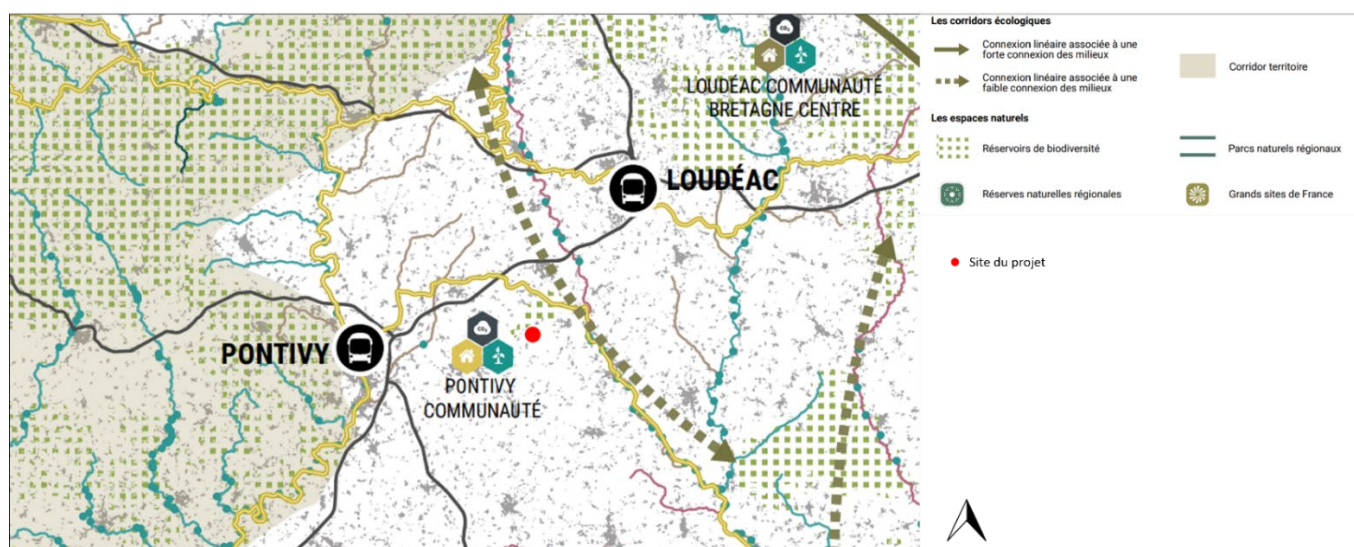 CO₂
LOUDÉAC COMMUNAUTÉ
BRETAGNE CENTRE
LOUDÉAC
PONTIVY
CO₂
PONTIVY
COMMUNAUTÉ
Les corridors écologiques
Connexion linéaire associée à une
forte connexion des milieux
Connexion linéaire associée à une
faible connexion des milieux
Corridor territoire
Les espaces naturels
Réservoirs de biodiversité
Parcs naturels régionaux
Réserves naturelles régionales
Grands sites de France
Site du projet